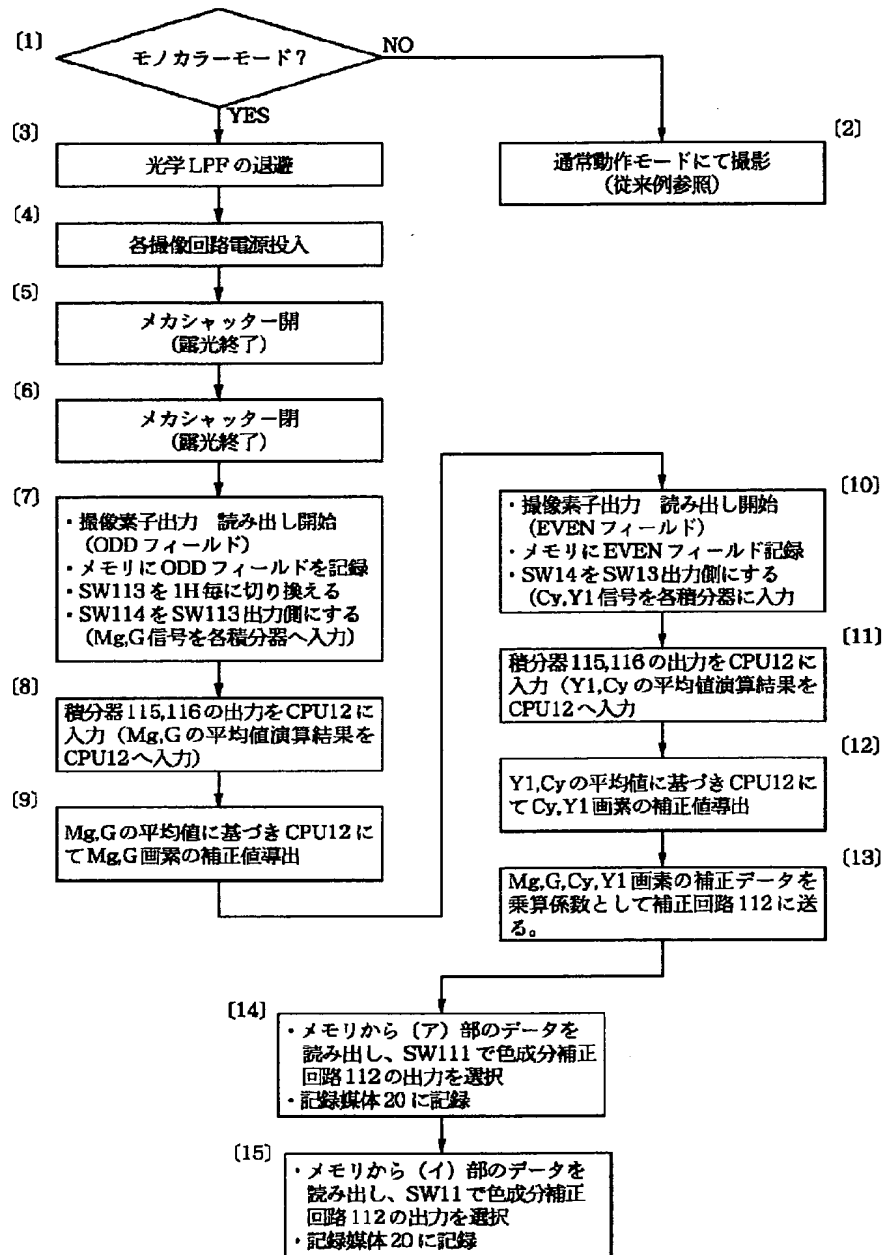 [1]
モノカラーモード?
NO
YES
[3]
光学LPFの退避
[2]
通常動作モードにて撮影
(従来例参照)
[4]
各撮像回路電源投入
[5]
メカシャッター開
(露光終了)
[6]
メカシャッター閉
(露光終了)
[7]
・撮像素子出力 読み出し開始
(ODDフィールド)
・メモリにODDフィールドを記録
・SW113を1H毎に切り換える
・SW114をSW113出力側にする
(Mg,G信号を各積分器へ入力)
[8]
積分器115,116の出力をCPU12に
入力(Mg,Gの平均値演算結果を
CPU12へ入力)
[9]
Mg,Gの平均値に基づきCPU12に
てMg,G画素の補正値導出
[10]
・撮像素子出力 読み出し開始
(EVENフィールド)
・メモリにEVENフィールド記録
・SW14をSW13出力側にする
(Cy,Y1信号を各積分器に入力
[11]
積分器115,116の出力をCPU12に
入力(Y1,Cyの平均値演算結果を
CPU12へ入力
[12]
Y1,Cyの平均値に基づきCPU12に
てCy,Y1画素の補正値導出
[13]
Mg,G,Cy,Y1画素の補正データを
乗算係数として補正回路112に送
る。
[14]
・メモリから(ア)部のデータを
読み出し、SW111で色成分補正
回路112の出力を選択
・記録媒体20に記録
[15]
・メモリから(イ)部のデータを
読み出し、SW11で色成分補正
回路112の出力を選択
・記録媒体20に記録